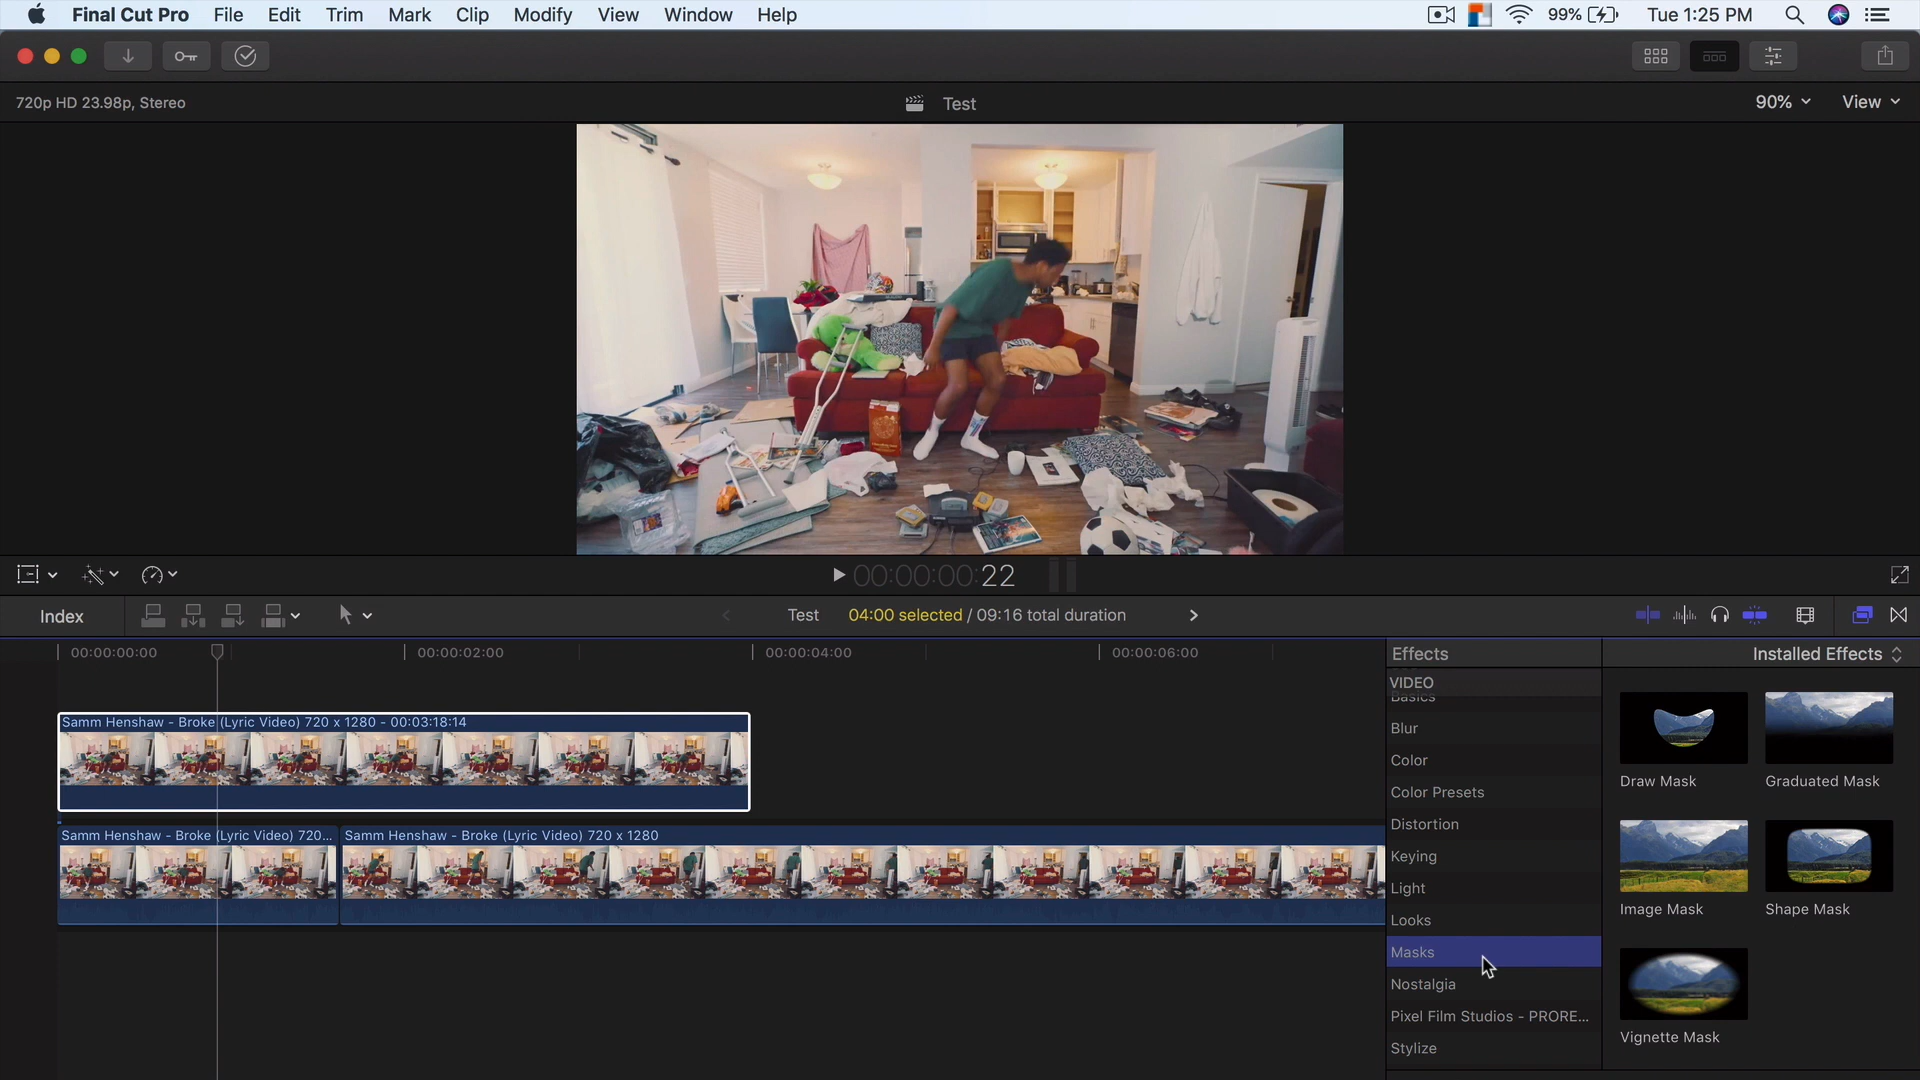 Final Cut Pro File Edit Trim Mark Clip Modify View Window Help 99% Tue 1:25 PM
720p HD 23.98p, Stereo Test 90% View
00:00:00:22
Index Test 04:00 selected / 09:16 total duration
00:00:00:00 00:00:02:00 00:00:04:00 00:00:06:00
Samm Henshaw - Broke (Lyric Video) 720 x 1280 - 00:03:18:14
Samm Henshaw - Broke (Lyric Video) 720... Samm Henshaw - Broke (Lyric Video) 720 x 1280
Effects
VIDEO
Basics
Blur
Color
Color Presets
Distortion
Keying
Light
Looks
Masks
Nostalgia
Pixel Film Studios - PRORE...
Stylize
Installed Effects
Draw Mask Graduated Mask
Image Mask Shape Mask
Vignette Mask